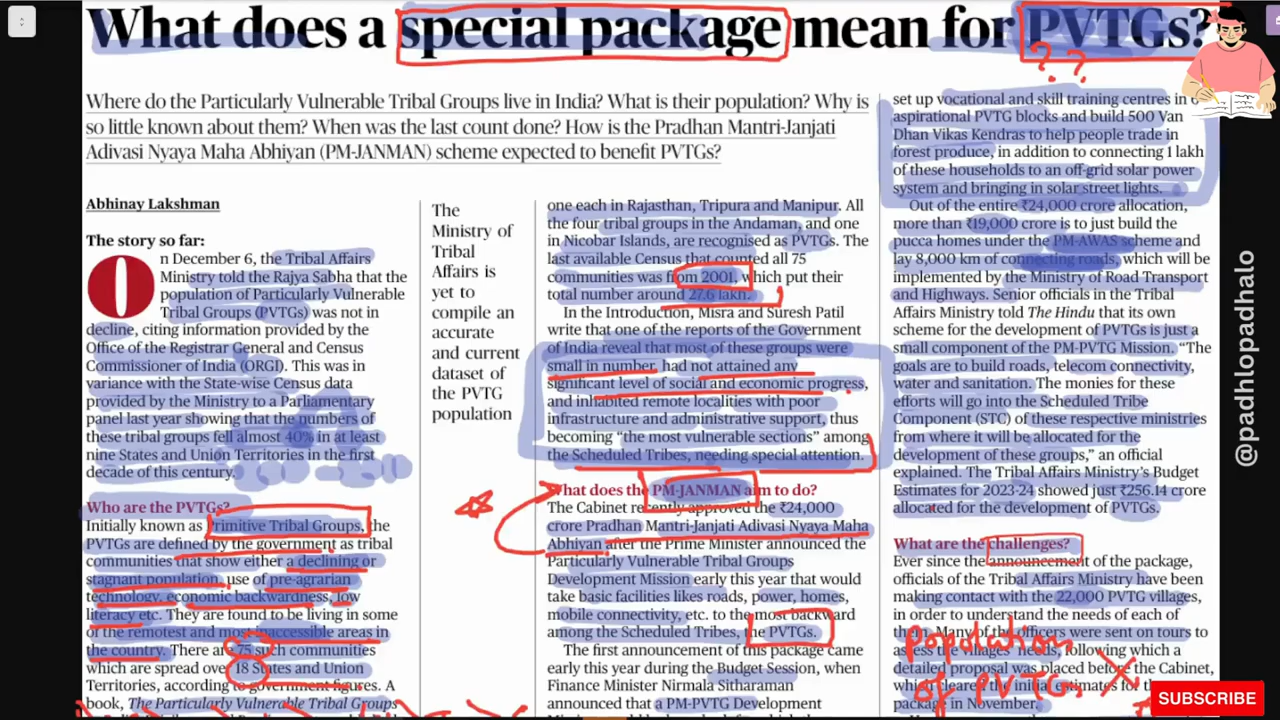 What does a special package mean for PVTGs?
? ?
Where do the Particularly Vulnerable Tribal Groups live in India? What is their population? Why is
so little known about them? When was the last count done? How is the Pradhan Mantri-Janjati
Adivasi Nyaya Maha Abhiyan (PM-JANMAN) scheme expected to benefit PVTGs?
Abhinay Lakshman
The story so far:
On December 6, the Tribal Affairs
Ministry told the Rajya Sabha that the
population of Particularly Vulnerable
Tribal Groups (PVTGs) was not in
decline, citing information provided by the
Office of the Registrar General and Census
Commissioner of India (ORGI). This was in
variance with the State-wise Census data
provided by the Ministry to a Parliamentary
panel last year showing that the numbers of
these tribal groups fell almost 40% in at least
nine States and Union Territories in the first
decade of this century.
Who are the PVTGs?
Initially known as Primitive Tribal Groups, the
PVTGs are defined by the government as tribal
communities that show either a declining or
stagnant population, use of pre-agrarian
technology, economic backwardness, low
literacy etc. They are found to be living in some
of the remotest and most inaccessible areas in
the country. There are 75 such communities
which are spread over 18 States and Union
Territories, according to government figures. A
book, The Particularly Vulnerable Tribal Groups
The
Ministry of
Tribal
Affairs is
yet to
compile an
accurate
and current
dataset of
the PVTG
population
one each in Rajasthan, Tripura and Manipur. All
the four tribal groups in the Andaman, and one
in Nicobar Islands, are recognised as PVTGs. The
last available Census that counted all 75
communities was from 2001, which put their
total number around 27.6 lakh.
In the Introduction, Misra and Suresh Patil
write that one of the reports of the Government
of India reveal that most of these groups were
small in number, had not attained any
significant level of social and economic progress,
and inhabited remote localities with poor
infrastructure and administrative support, thus
becoming “the most vulnerable sections” among
the Scheduled Tribes, needing special attention.
What does the PM-JANMAN aim to do?
The Cabinet recently approved the ₹24,000
crore Pradhan Mantri-Janjati Adivasi Nyaya Maha
Abhiyan after the Prime Minister announced the
Particularly Vulnerable Tribal Groups
Development Mission early this year that would
take basic facilities like roads, power, homes,
mobile connectivity, etc. to the most backward
among the Scheduled Tribes, the PVTGs.
The first announcement of this package came
early this year during the Budget Session, when
Finance Minister Nirmala Sitharaman
announced that a PM-PVTG Development
set up vocational and skill training centres in
aspirational PVTG blocks and build 500 Van
Dhan Vikas Kendras to help people trade in
forest produce, in addition to connecting 1 lakh
of these households to an off-grid solar power
system and bringing in solar street lights.
Out of the entire ₹24,000 crore allocation,
more than ₹19,000 crore is to just build the
pucca homes under the PM-AWAS scheme and
lay 8,000 km of connecting roads, which will be
implemented by the Ministry of Road Transport
and Highways. Senior officials in the Tribal
Affairs Ministry told The Hindu that its own
scheme for the development of PVTGs is just a
small component of the PM-PVTG Mission. “The
goals are to build roads, telecom connectivity,
water and sanitation. The monies for these
efforts will go into the Scheduled Tribe
Component (STC) of these respective ministries
from where it will be allocated for the
development of these groups,” an official
explained. The Tribal Affairs Ministry’s Budget
Estimates for 2023-24 showed just ₹256.14 crore
allocated for the development of PVTGs.
What are the challenges?
Ever since the announcement of the package,
officials of the Tribal Affairs Ministry have been
making contact with the 22,000 PVTG villages,
in order to understand the needs of each of
them. Many of the officers were sent on tours to
assess the villages’ needs, following which a
detailed proposal was placed before the Cabinet,
which cleared the initial estimates for the
package in November.
Population
of PVTGs
@padhlopadhalo
SUBSCRIBE